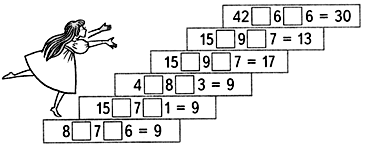 42□6□6 = 30
15□9□7 = 13
15□9□7 = 17
4□8□3 = 9
15□7□1 = 9
8□7□6 = 9